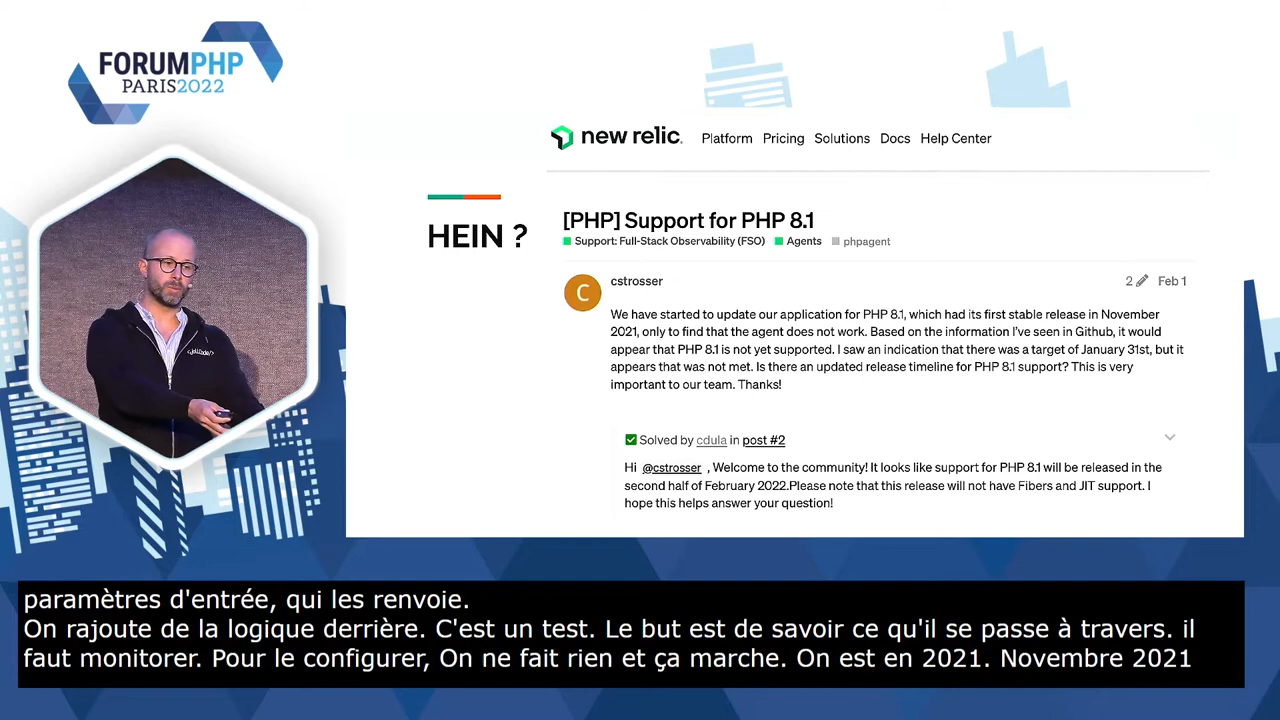 FORUMPHP
PARIS2022
new relic.
Platform Pricing Solutions Docs Help Center
HEIN ?
[PHP] Support for PHP 8.1
Support: Full-Stack Observability (FSO) Agents phpagent
C
cstrosser
2 Feb 1
We have started to update our application for PHP 8.1, which had its first stable release in November
2021, only to find that the agent does not work. Based on the information I've seen in Github, it would
appear that PHP 8.1 is not yet supported. I saw an indication that there was a target of January 31st, but it
appears that was not met. Is there an updated release timeline for PHP 8.1 support? This is very
important to our team. Thanks!
Solved by cdula in post #2
Hi @cstrosser , Welcome to the community! It looks like support for PHP 8.1 will be released in the
second half of February 2022.Please note that this release will not have Fibers and JIT support. I
hope this helps answer your question!
paramètres d'entrée, qui les renvoie.
On rajoute de la logique derrière. C'est un test. Le but est de savoir ce qu'il se passe à travers. il
faut monitorer. Pour le configurer, On ne fait rien et ça marche. On est en 2021. Novembre 2021